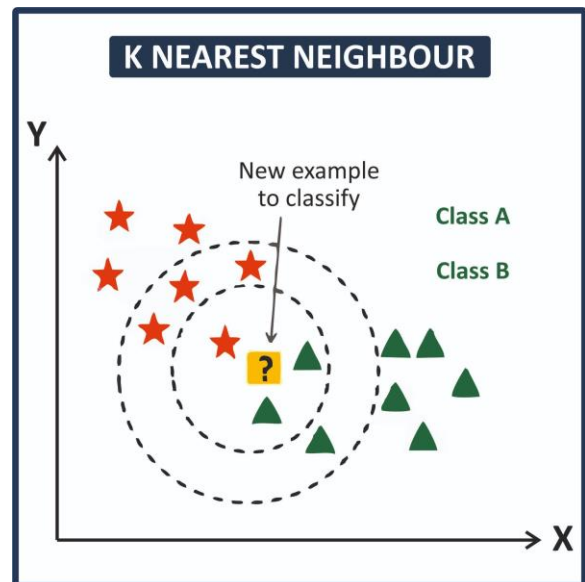 K NEAREST NEIGHBOUR
Y
New example
to classify
Class A
Class B
?
X